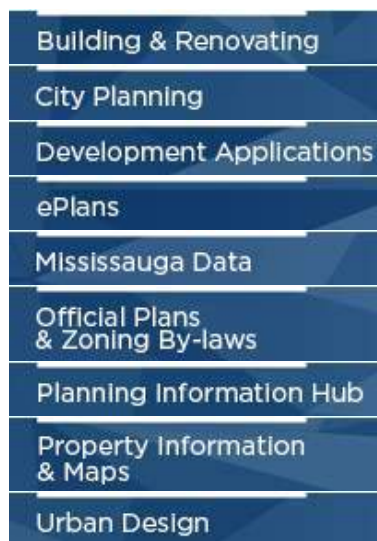 Building & Renovating
City Planning
Development Applications
ePlans
Mississauga Data
Official Plans
& Zoning By-laws
Planning Information Hub
Property Information
& Maps
Urban Design